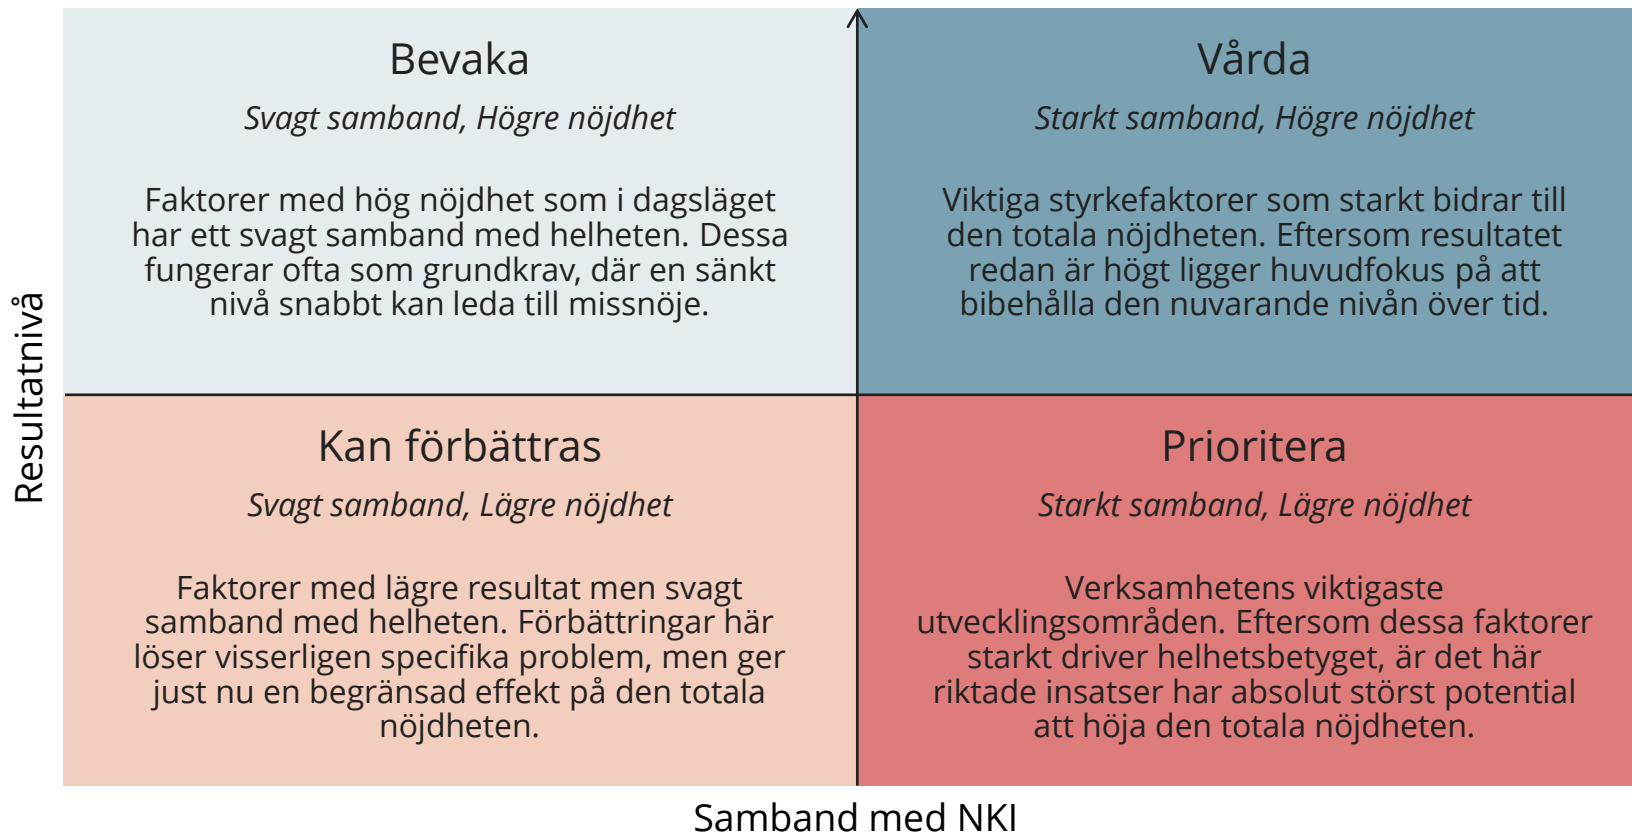 Bevaka
Svagt samband, Högre nöjdhet
Faktorer med hög nöjdhet som i dagsläget
har ett svagt samband med helheten. Dessa
fungerar ofta som grundkrav, där en sänkt
nivå snabbt kan leda till missnöje.
Vårda
Starkt samband, Högre nöjdhet
Viktiga styrkefaktorer som starkt bidrar till
den totala nöjdheten. Eftersom resultatet
redan är högt ligger huvudfokus på att
bibehålla den nuvarande nivån över tid.
Resultatnivå
Kan förbättras
Svagt samband, Lägre nöjdhet
Faktorer med lägre resultat men svagt
samband med helheten. Förbättringar här
löser visserligen specifika problem, men ger
just nu en begränsad effekt på den totala
nöjdheten.
Prioritera
Starkt samband, Lägre nöjdhet
Verksamhetens viktigaste
utvecklingsområden. Eftersom dessa faktorer
starkt driver helhetsbetyget, är det här
riktade insatser har absolut störst potential
att höja den totala nöjdheten.
Samband med NKI